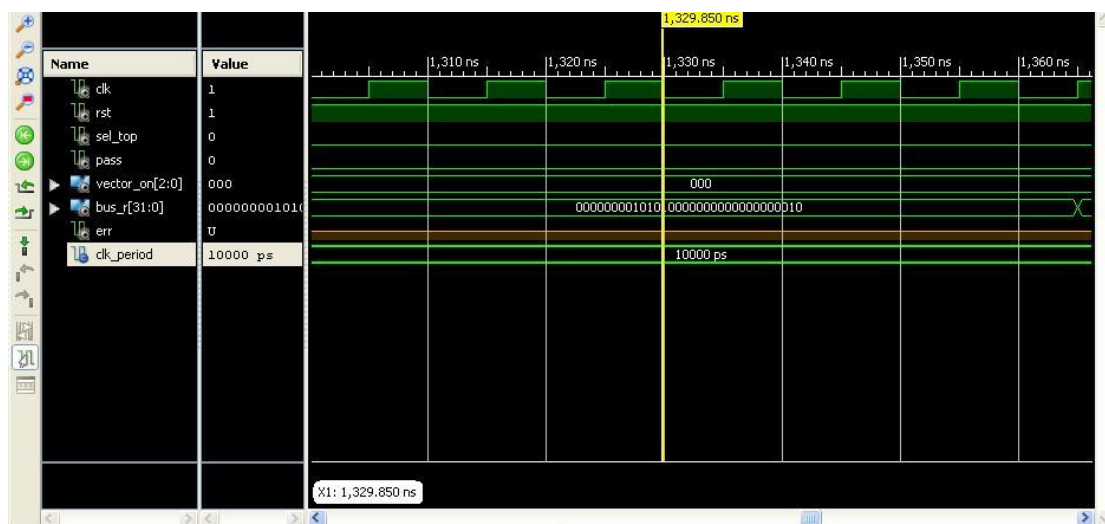 1,329.850 ns
Name Value
1,310 ns 1,320 ns 1,330 ns 1,340 ns 1,350 ns 1,360 ns
clk 1
rst 1
sel_top 0
pass 0
vector_on[2:0] 000 000
bus_r[31:0]
err U
clk_period 10000 ps 10000 ps
X1: 1,329.850 ns